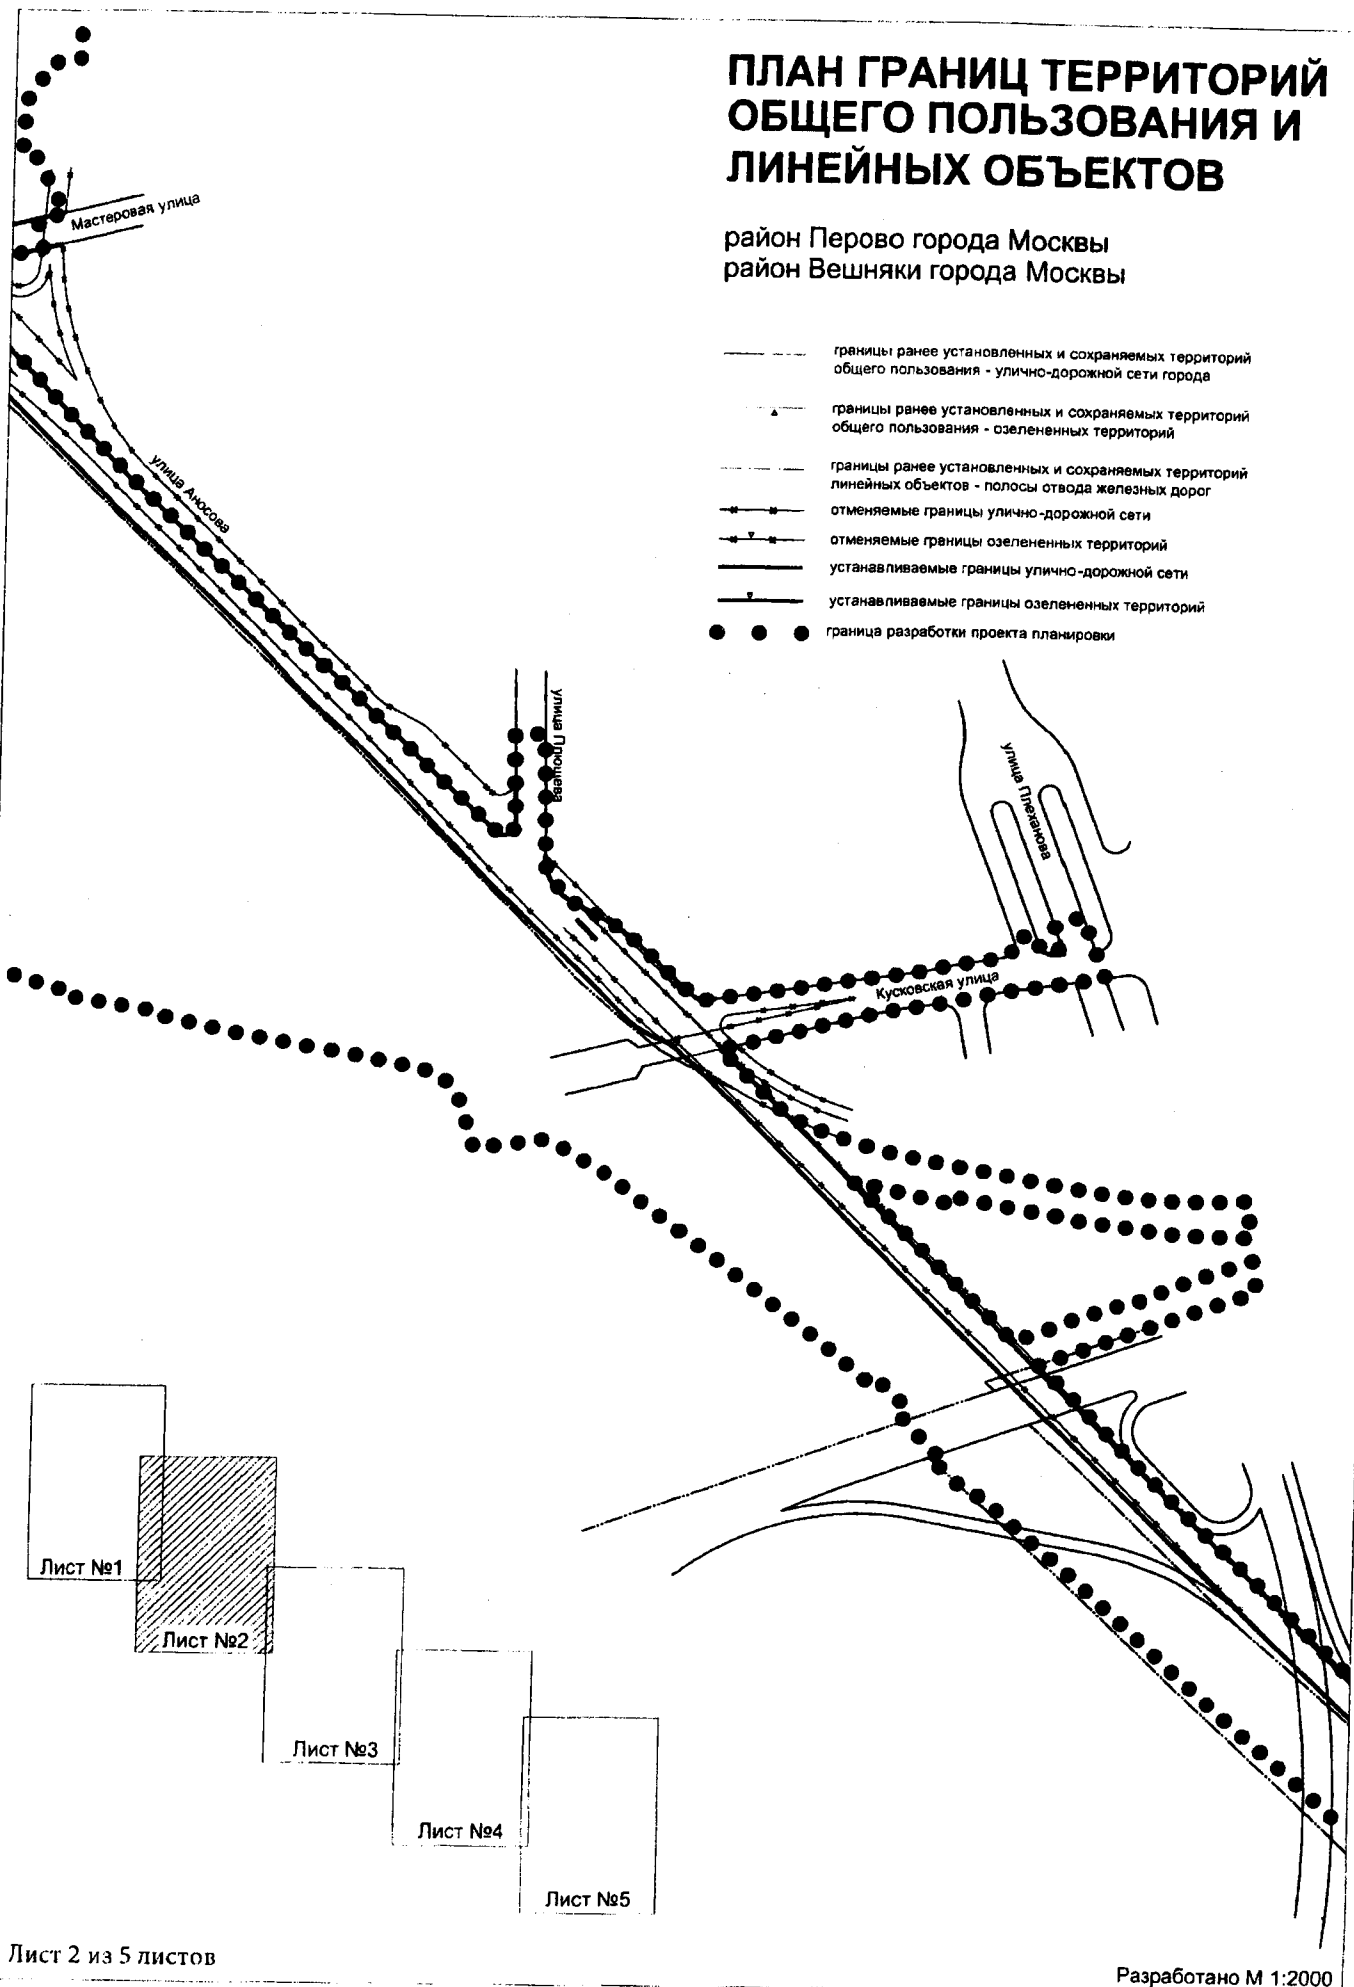 ПЛАН ГРАНИЦ ТЕРРИТОРИЙ
ОБЩЕГО ПОЛЬЗОВАНИЯ И
ЛИНЕЙНЫХ ОБЪЕКТОВ
район Перово города Москвы
район Вешняки города Москвы
границы ранее установленных и сохраняемых территорий
общего пользования - улично-дорожной сети города
границы ранее установленных и сохраняемых территорий
общего пользования - озелененных территорий
границы ранее установленных и сохраняемых территорий
линейных объектов - полосы отвода железных дорог
отменяемые границы улично-дорожной сети
отменяемые границы озелененных территорий
устанавливаемые границы улично-дорожной сети
устанавливаемые границы озелененных территорий
граница разработки проекта планировки
Мастеровая улица
улица Аносова
улица Плющева
улица Плеханова
Кусковская улица
Лист №1
Лист №2
Лист №3
Лист №4
Лист №5
Лист 2 из 5 листов
Разработано М 1:2000